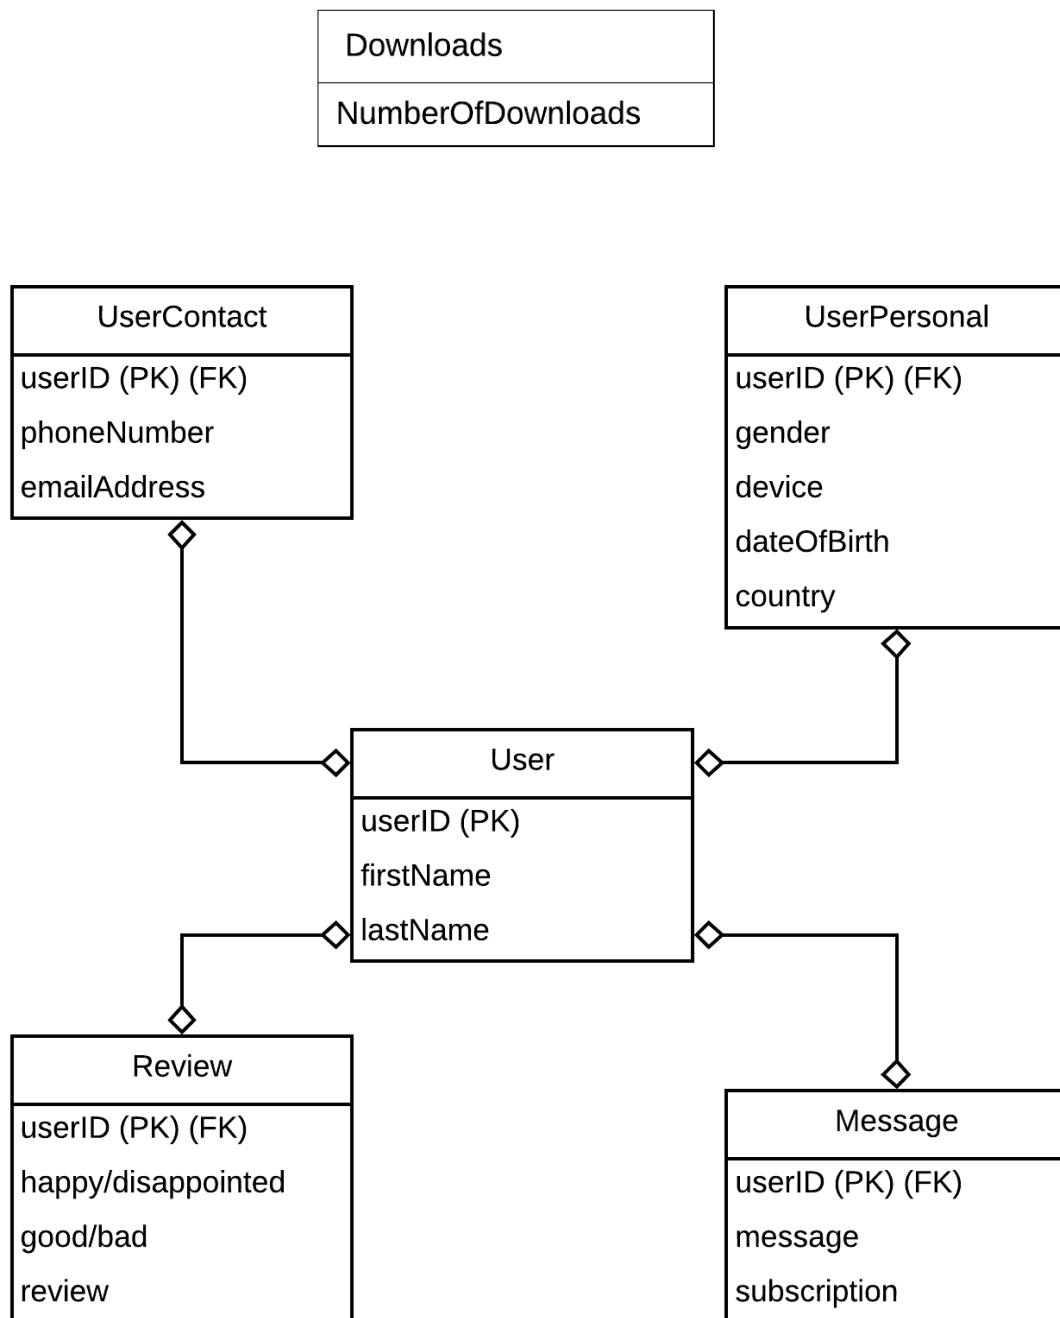 Downloads
NumberOfDownloads
UserContact
userID (PK) (FK)
phoneNumber
emailAddress
UserPersonal
userID (PK) (FK)
gender
device
dateOfBirth
country
User
userID (PK)
firstName
lastName
Review
userID (PK) (FK)
happy/disappointed
good/bad
review
Message
userID (PK) (FK)
message
subscription